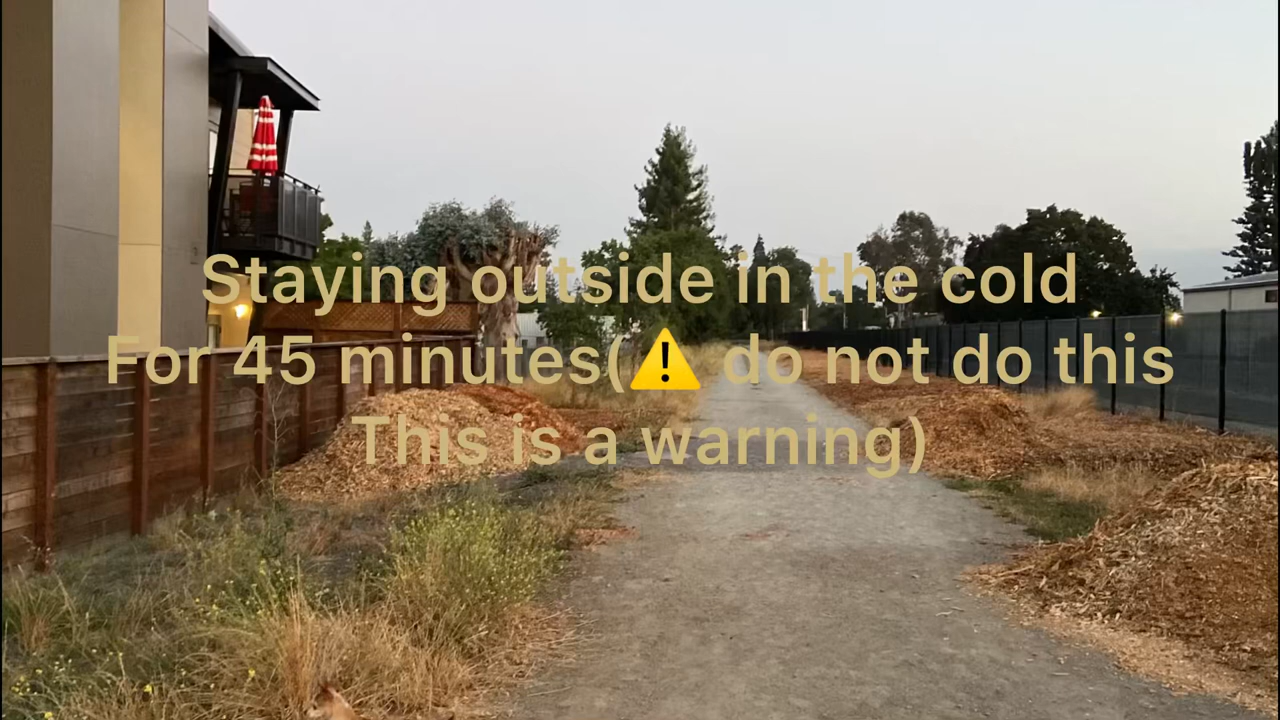 Staying outside in the cold
For 45 minutes(⚠️ do not do this
This is a warning)